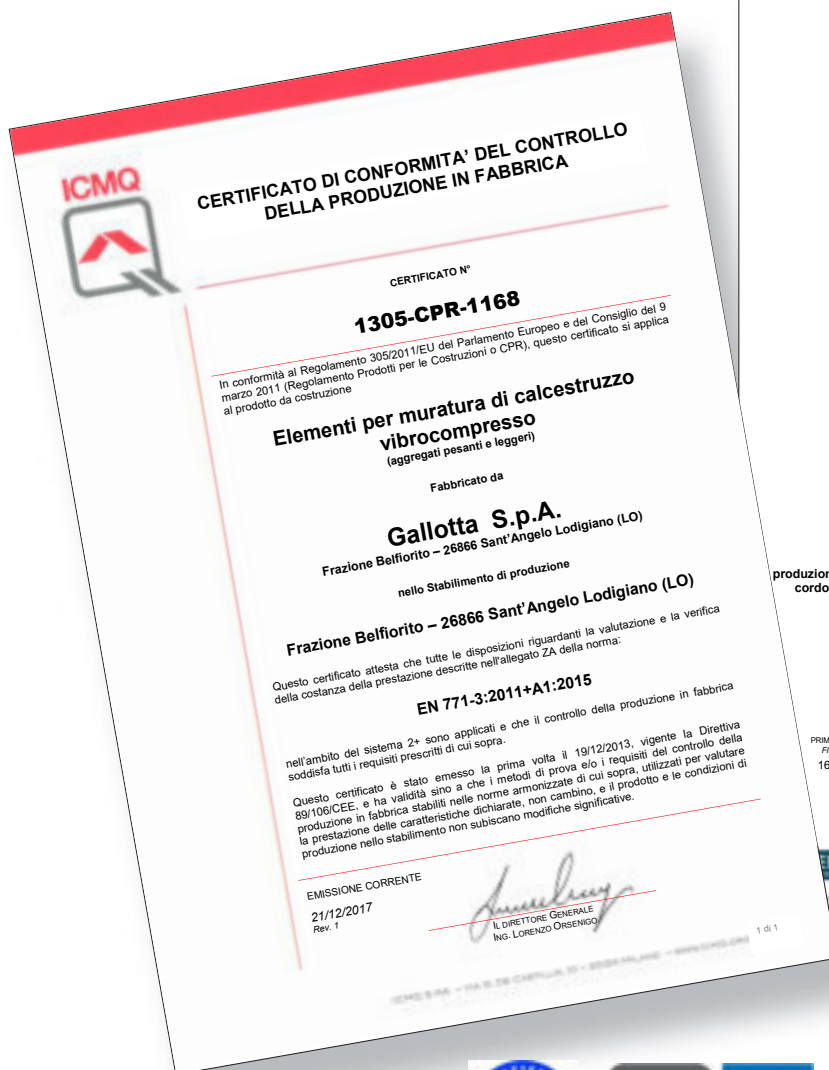 ICMQ
CERTIFICATO DI CONFORMITA' DEL CONTROLLO
DELLA PRODUZIONE IN FABBRICA
CERTIFICATO N°
1305-CPR-1168
In conformità al Regolamento 305/2011/EU del Parlamento Europeo e del Consiglio del 9
marzo 2011 (Regolamento Prodotti per le Costruzioni o CPR), questo certificato si applica
al prodotto da costruzione
Elementi per muratura di calcestruzzo
vibrocompresso
(aggregati pesanti e leggeri)
Fabbricato da
Gallotta S.p.A.
Frazione Belfiorito – 26866 Sant'Angelo Lodigiano (LO)
nello Stabilimento di produzione
Frazione Belfiorito – 26866 Sant'Angelo Lodigiano (LO)
Questo certificato attesta che tutte le disposizioni riguardanti la valutazione e la verifica
della costanza della prestazione descritte nell'allegato ZA della norma:
EN 771-3:2011+A1:2015
nell'ambito del sistema 2+ sono applicati e che il controllo della produzione in fabbrica
soddisfa tutti i requisiti prescritti di cui sopra.
Questo certificato è stato emesso la prima volta il 19/12/2013, vigente la Direttiva
89/106/CEE, e ha validità sino a che i metodi di prova e/o i requisiti del controllo della
produzione in fabbrica stabiliti nelle norme armonizzate di cui sopra, utilizzati per valutare
la prestazione delle caratteristiche dichiarate, non cambino, e il prodotto e le condizioni di
produzione nello stabilimento non subiscano modifiche significative.
EMISSIONE CORRENTE
21/12/2017
Rev. 1
IL DIRETTORE GENERALE
ING. LORENZO ORSENIGO
1 di 1
produzion
cordo
PRIM
16